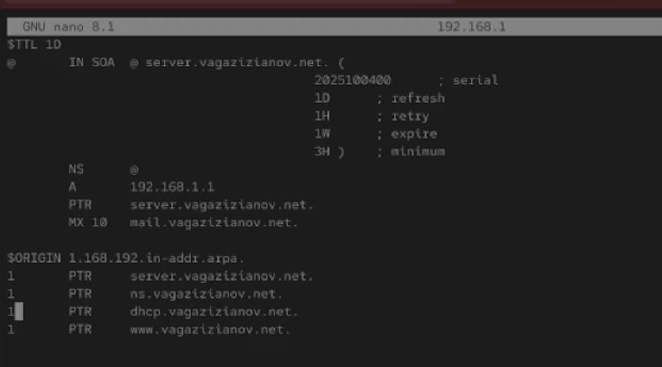 GNU nano 8.1 192.168.1
$TTL 1D
@ IN SOA @ server.vagazizianov.net. (
2025100400 ; serial
1D ; refresh
1H ; retry
1W ; expire
3H ) ; minimum
NS @
A 192.168.1.1
PTR server.vagazizianov.net.
MX 10 mail.vagazizianov.net.
$ORIGIN 1.168.192.in-addr.arpa.
1 PTR server.vagazizianov.net.
1 PTR ns.vagazizianov.net.
1 PTR dhcp.vagazizianov.net.
1 PTR www.vagazizianov.net.